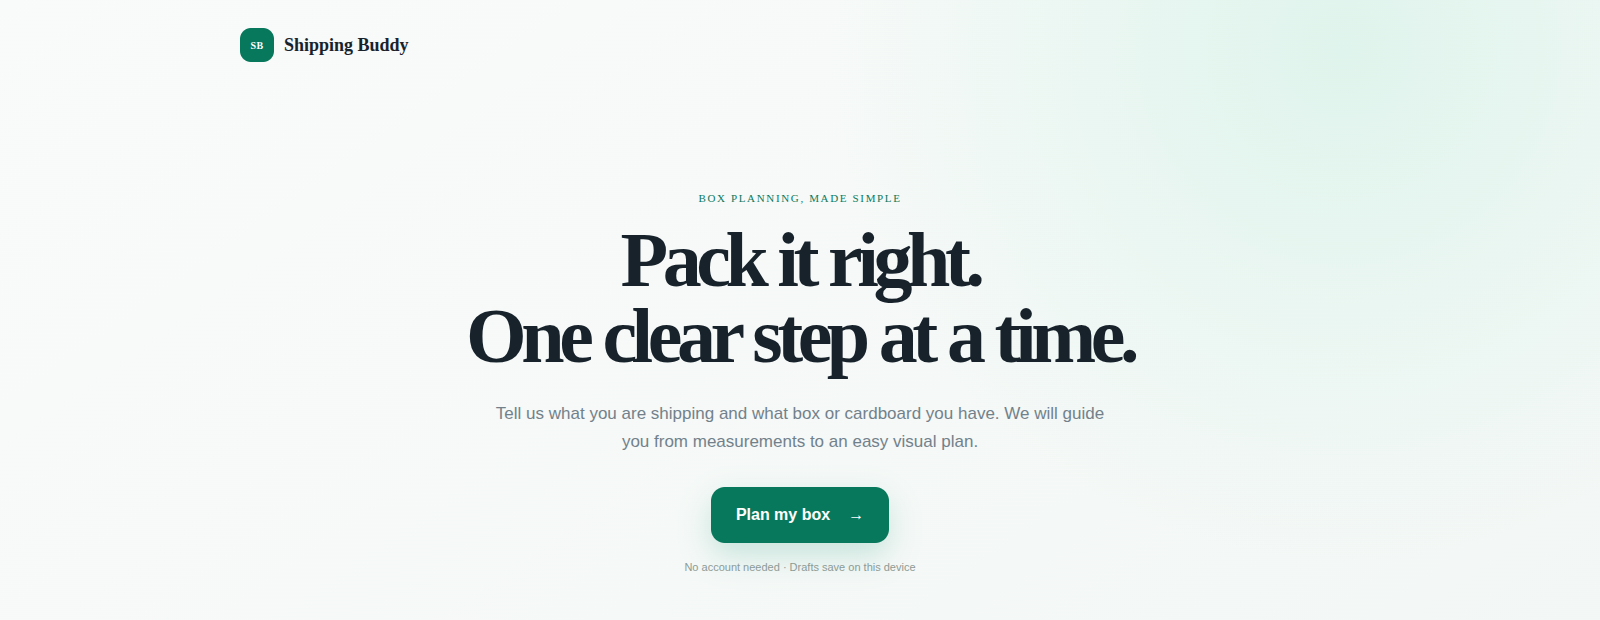 SB
Shipping Buddy
BOX PLANNING, MADE SIMPLE
Pack it right.
One clear step at a time.
Tell us what you are shipping and what box or cardboard you have. We will guide
you from measurements to an easy visual plan.
Plan my box →
No account needed · Drafts save on this device